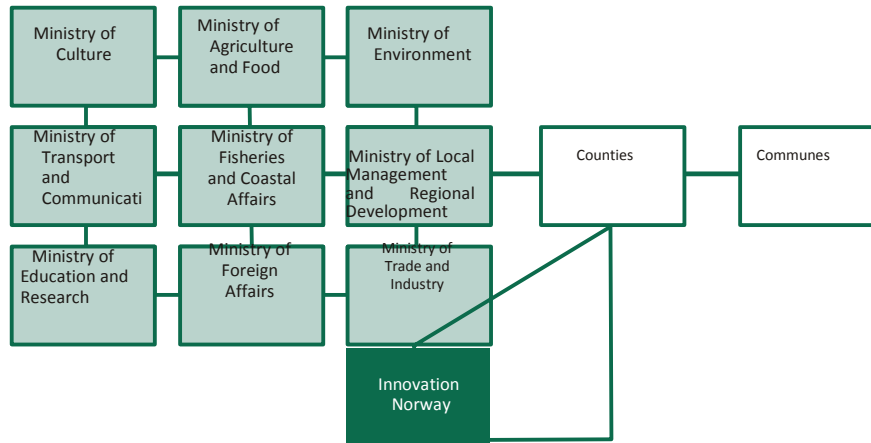 Ministry of
Culture
Ministry of
Agriculture
and Food
Ministry of
Environment
Ministry of
Transport
and
Communicati
Ministry of
Fisheries
and Coastal
Affairs
Ministry of Local
Management
and Regional
Development
Counties
Communes
Ministry of
Education and
Research
Ministry of
Foreign
Affairs
Ministry of
Trade and
Industry
Innovation
Norway